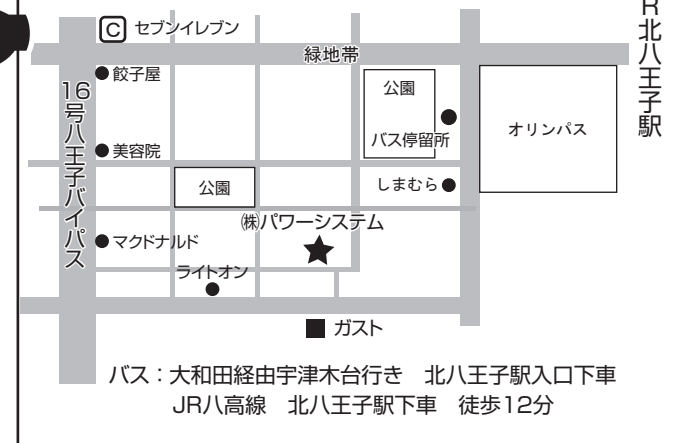 C セブンイレブン
緑地帯
餃子屋
公園
16号八王子バイパス
R北八王子駅
オリンパス
バス停留所
美容院
公園
しまむら
㈱パワーシステム
マクドナルド
ライトオン
ガスト
バス：大和田経由宇津木台行き　北八王子駅入口下車
JR八高線　北八王子駅下車　徒歩12分